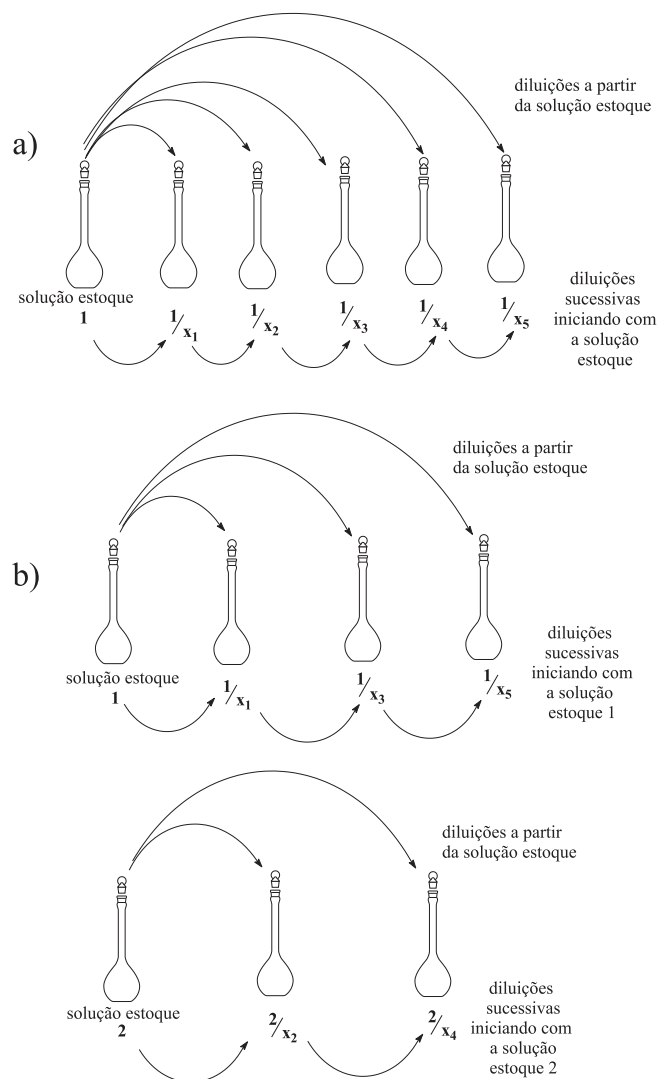 diluições a partir
da solução estoque
a)
solução estoque
1
1/x1
1/x2
1/x3
1/x4
1/x5
diluições
sucessivas
iniciando com
a solução
estoque
diluições a partir
da solução estoque
b)
solução estoque
1
1/x1
1/x3
1/x5
diluições
sucessivas
iniciando com
a solução
estoque 1
diluições a partir
da solução estoque
solução estoque
2
2/x2
2/x4
diluições
sucessivas
iniciando com
a solução
estoque 2